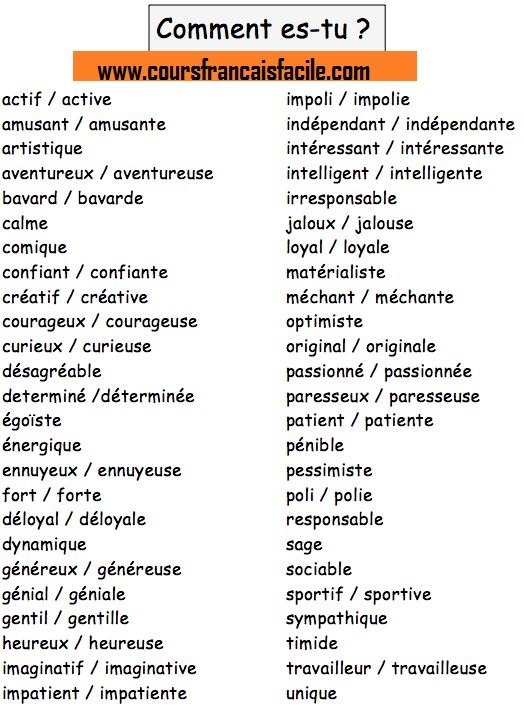 Comment es-tu ?
www.coursfrancaisfacile.com
actif / active
amusant / amusante
artistique
aventureux / aventureuse
bavard / bavarde
calme
comique
confiant / confiante
créatif / créative
courageux / courageuse
curieux / curieuse
désagréable
determiné /déterminée
égoïste
énergique
ennuyeux / ennuyeuse
fort / forte
déloyal / déloyale
dynamique
généreux / généreuse
génial / géniale
gentil / gentille
heureux / heureuse
imaginatif / imaginative
impatient / impatiente
impoli / impolie
indépendant / indépendante
intéressant / intéressante
intelligent / intelligente
irresponsable
jaloux / jalouse
loyal / loyale
matérialiste
méchant / méchante
optimiste
original / originale
passionné / passionnée
paresseux / paresseuse
patient / patiente
pénible
pessimiste
poli / polie
responsable
sage
sociable
sportif / sportive
sympathique
timide
travailleur / travailleuse
unique